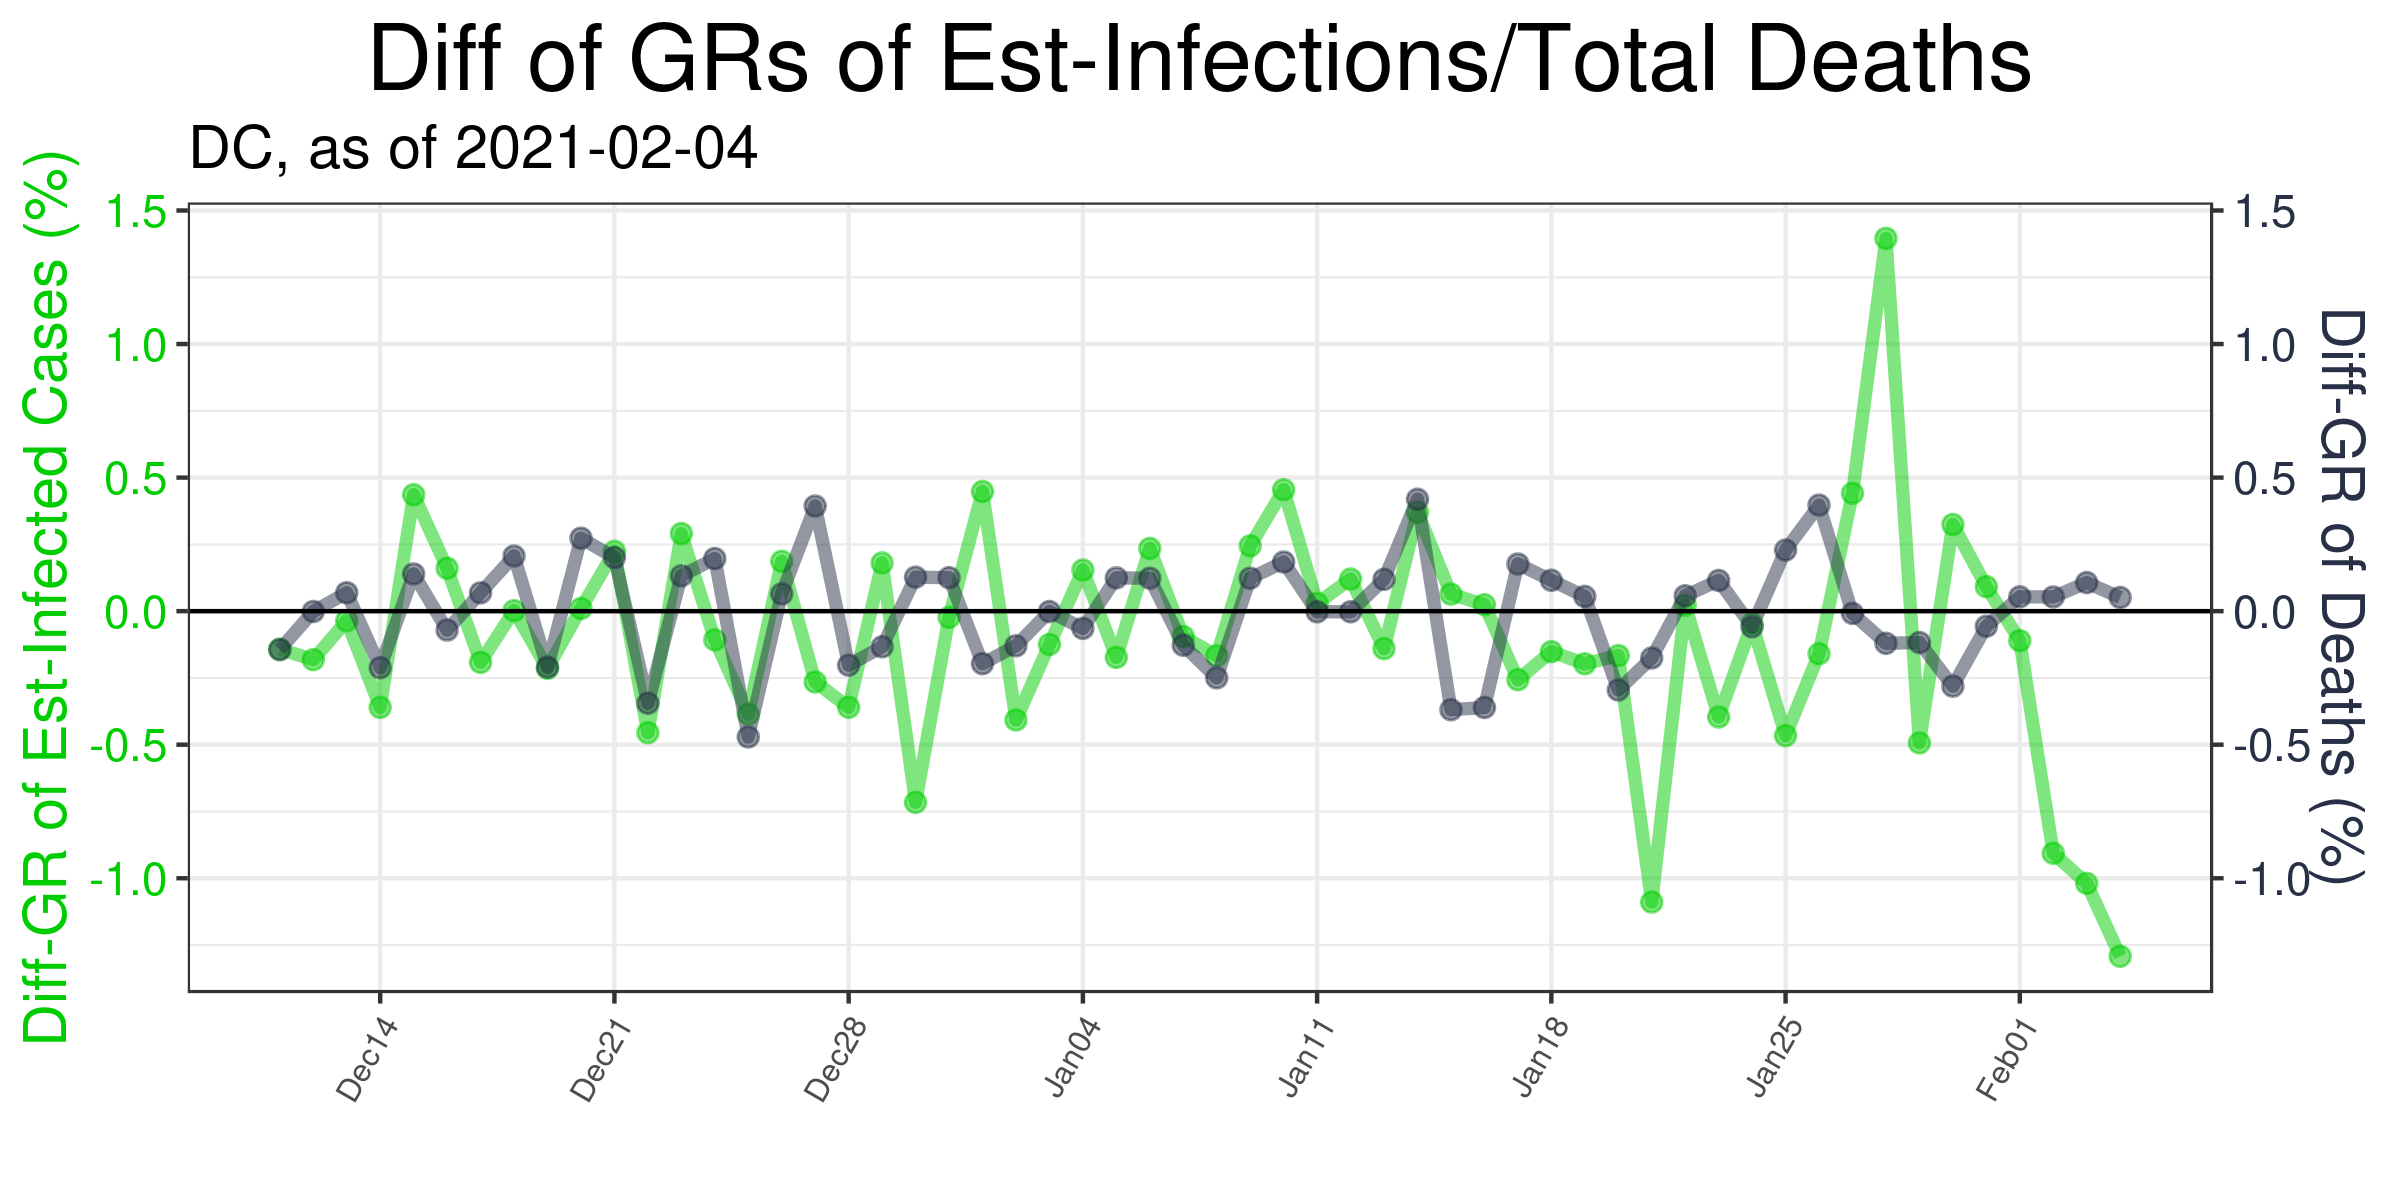 Diff of GRs of Est-Infections/Total Deaths
DC, as of 2021-02-04
Diff-GR of Est-Infected Cases (%)
1.5
1.0
0.5
0.0
-0.5
-1.0
1.5
1.0
0.5
0.0
-0.5
-1.0
Diff-GR of Deaths (%)
Dec14
Dec21
Dec28
Jan04
Jan11
Jan18
Jan25
Feb01